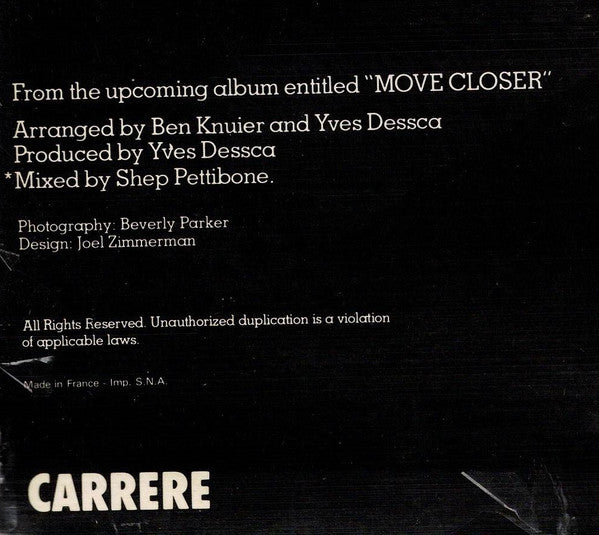 From the upcoming album entitled "MOVE CLOSER"
Arranged by Ben Knuier and Yves Dessca
Produced by Yves Dessca
*Mixed by Shep Pettibone.
Photography: Beverly Parker
Design: Joel Zimmerman
All Rights Reserved. Unauthorized duplication is a violation
of applicable laws.
Made in France - Imp. S.N.A.
CARRERE